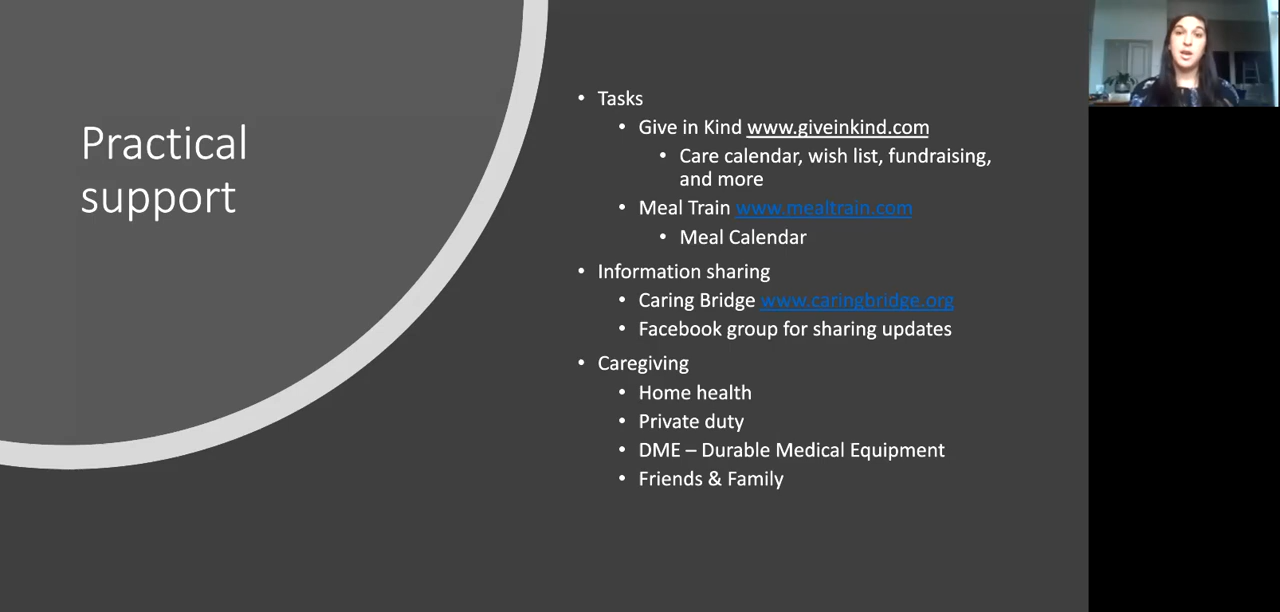 Practical
support
• Tasks
• Give in Kind www.giveinkind.com
• Care calendar, wish list, fundraising,
and more
• Meal Train www.mealtrain.com
• Meal Calendar
• Information sharing
• Caring Bridge www.caringbridge.org
• Facebook group for sharing updates
• Caregiving
• Home health
• Private duty
• DME – Durable Medical Equipment
• Friends & Family